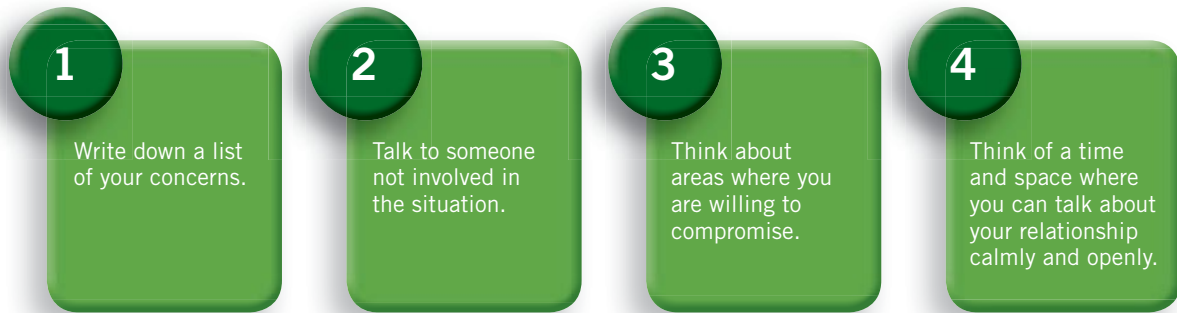 1
Write down a list
of your concerns.
2
Talk to someone
not involved in
the situation.
3
Think about
areas where you
are willing to
compromise.
4
Think of a time
and space where
you can talk about
your relationship
calmly and openly.